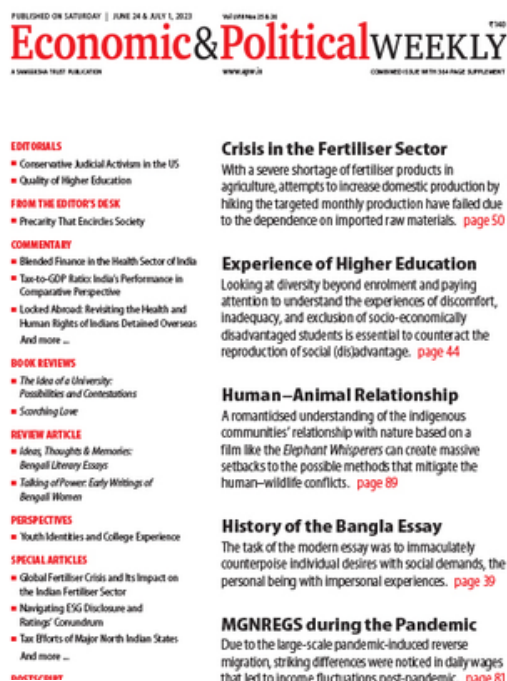 PUBLISHED ON SATURDAY | JUNE 24 & JULY 1, 2023
₹140
Economic&PoliticalWEEKLY
A SAMEEKSHA TRUST PUBLICATION
www.epw.in
COMBINED ISSUE WITH 364 PAGE SUPPLEMENT
EDITORIALS
Conservative Judicial Activism in the US
Quality of Higher Education
FROM THE EDITOR'S DESK
Precarity That Encircles Society
COMMENTARY
Blended Finance in the Health Sector of India
Tax-to-GDP Ratio: India's Performance in
Comparative Perspective
Locked Abroad: Revisiting the Health and
Human Rights of Indians Detained Overseas
And more ...
BOOK REVIEWS
The Idea of a University:
Possibilities and Contestations
Scorching Love
REVIEW ARTICLE
Ideas, Thoughts & Memories:
Bengali Literary Essays
Talking of Power: Early Writings of
Bengali Women
PERSPECTIVES
Youth Identities and College Experience
SPECIAL ARTICLES
Global Fertiliser Crisis and Its Impact on
the Indian Fertiliser Sector
Navigating ESG Disclosure and
Ratings' Conundrum
Tax Efforts of Major North Indian States
And more ...
POSTSCRIPT
Crisis in the Fertiliser Sector
With a severe shortage of fertiliser products in
agriculture, attempts to increase domestic production by
hiking the targeted monthly production have failed due
to the dependence on imported raw materials. page 50
Experience of Higher Education
Looking at diversity beyond enrolment and paying
attention to understand the experiences of discomfort,
inadequacy, and exclusion of socio-economically
disadvantaged students is essential to counteract the
reproduction of social (dis)advantage. page 44
Human–Animal Relationship
A romanticised understanding of the indigenous
communities' relationship with nature based on a
film like the Elephant Whisperers can create massive
setbacks to the possible methods that mitigate the
human–wildlife conflicts. page 89
History of the Bangla Essay
The task of the modern essay was to immaculately
counterpoise individual desires with social demands, the
personal being with impersonal experiences. page 39
MGNREGS during the Pandemic
Due to the large-scale pandemic-induced reverse
migration, striking differences were noticed in daily wages
that led to income fluctuations post-pandemic. page 81